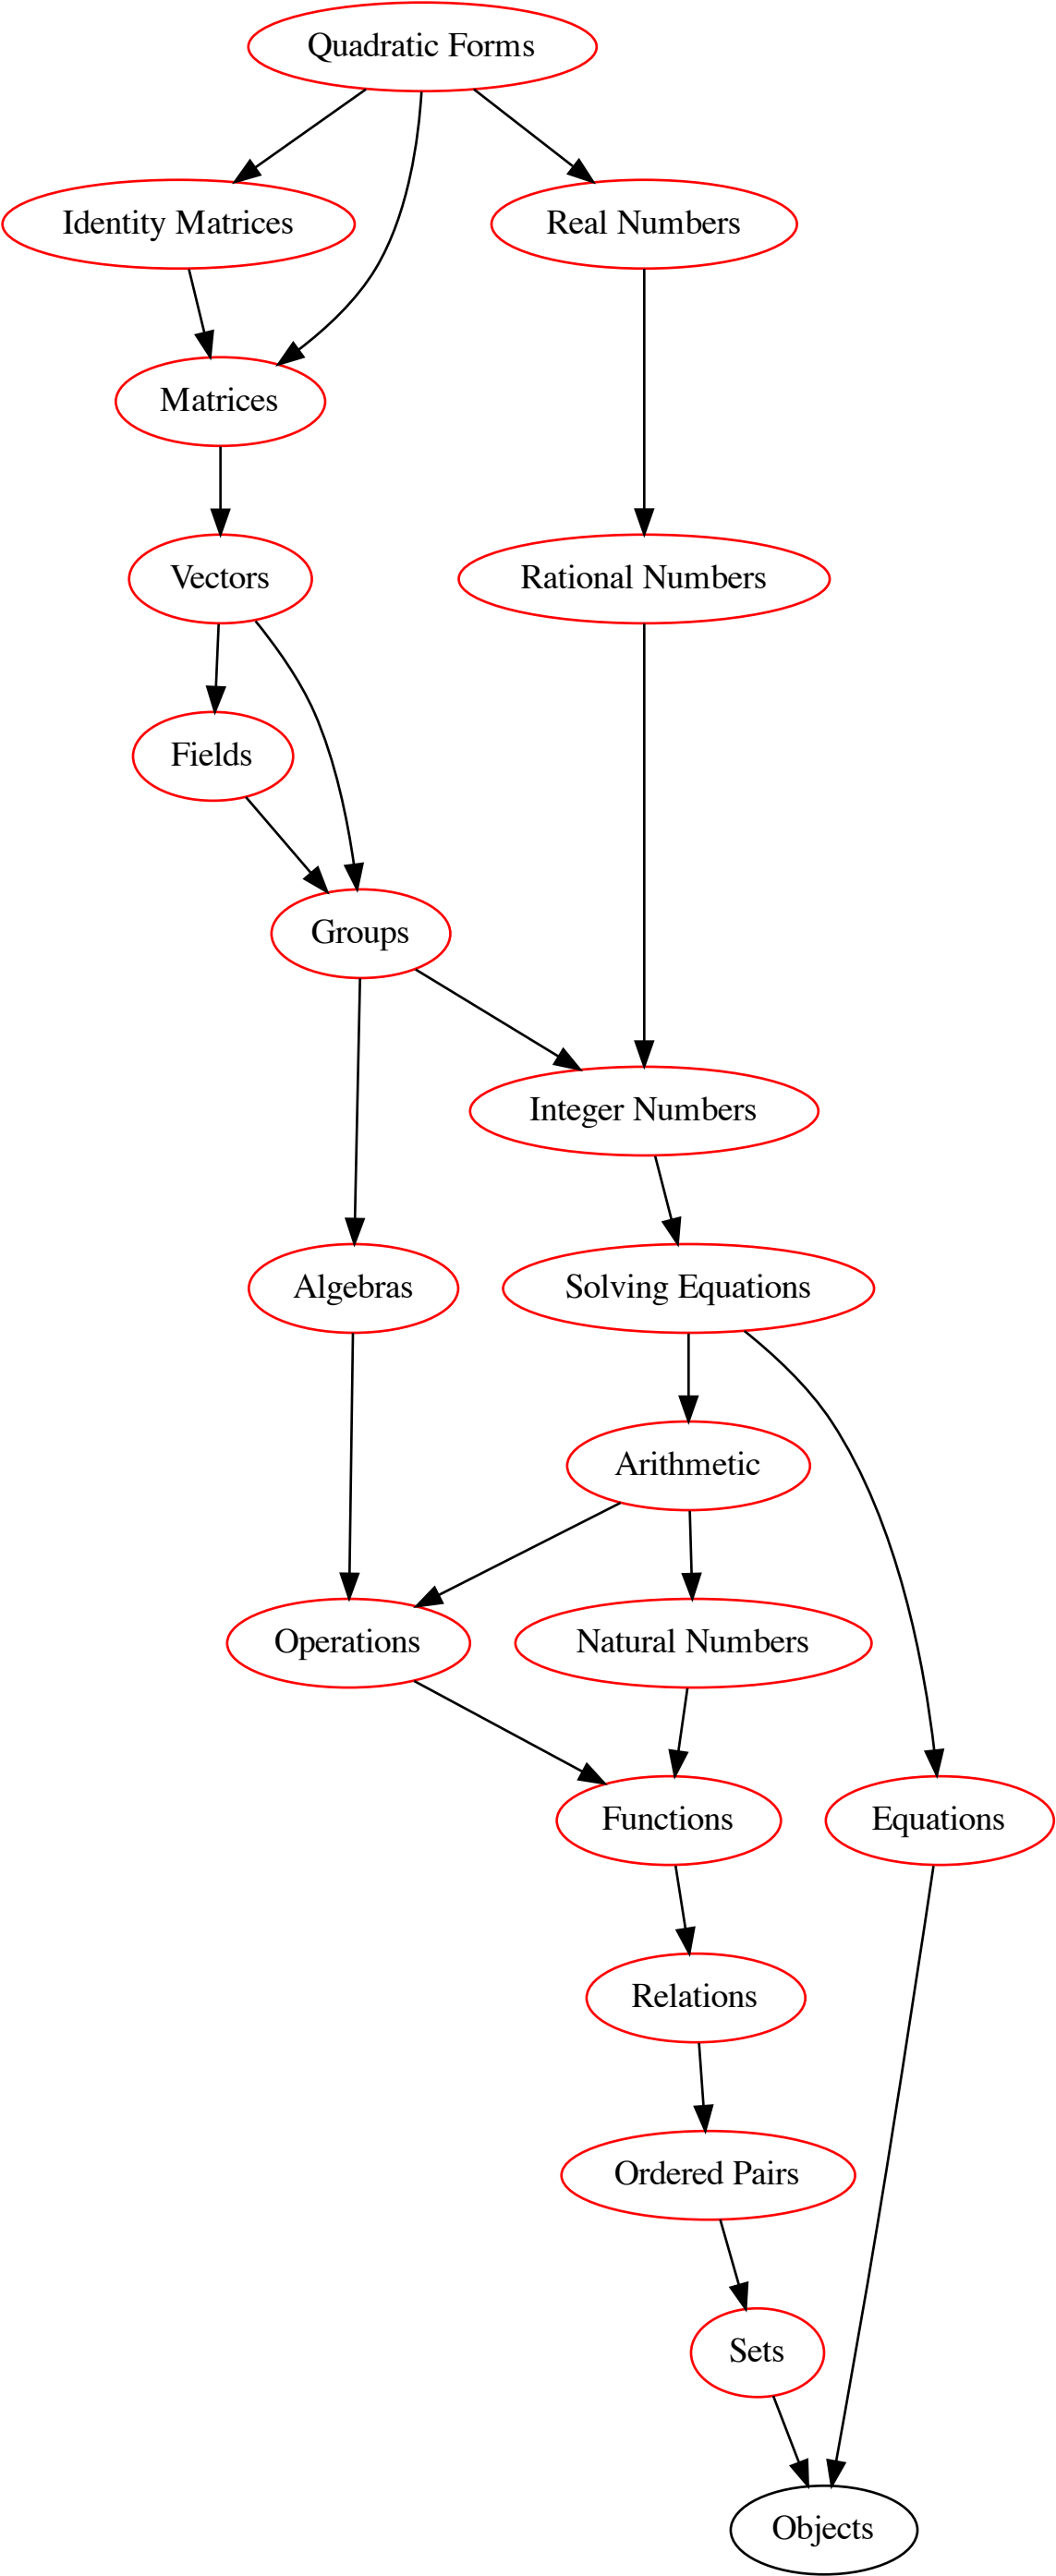 Quadratic Forms
Identity Matrices
Real Numbers
Matrices
Vectors
Rational Numbers
Fields
Groups
Integer Numbers
Algebras
Solving Equations
Arithmetic
Operations
Natural Numbers
Functions
Equations
Relations
Ordered Pairs
Sets
Objects